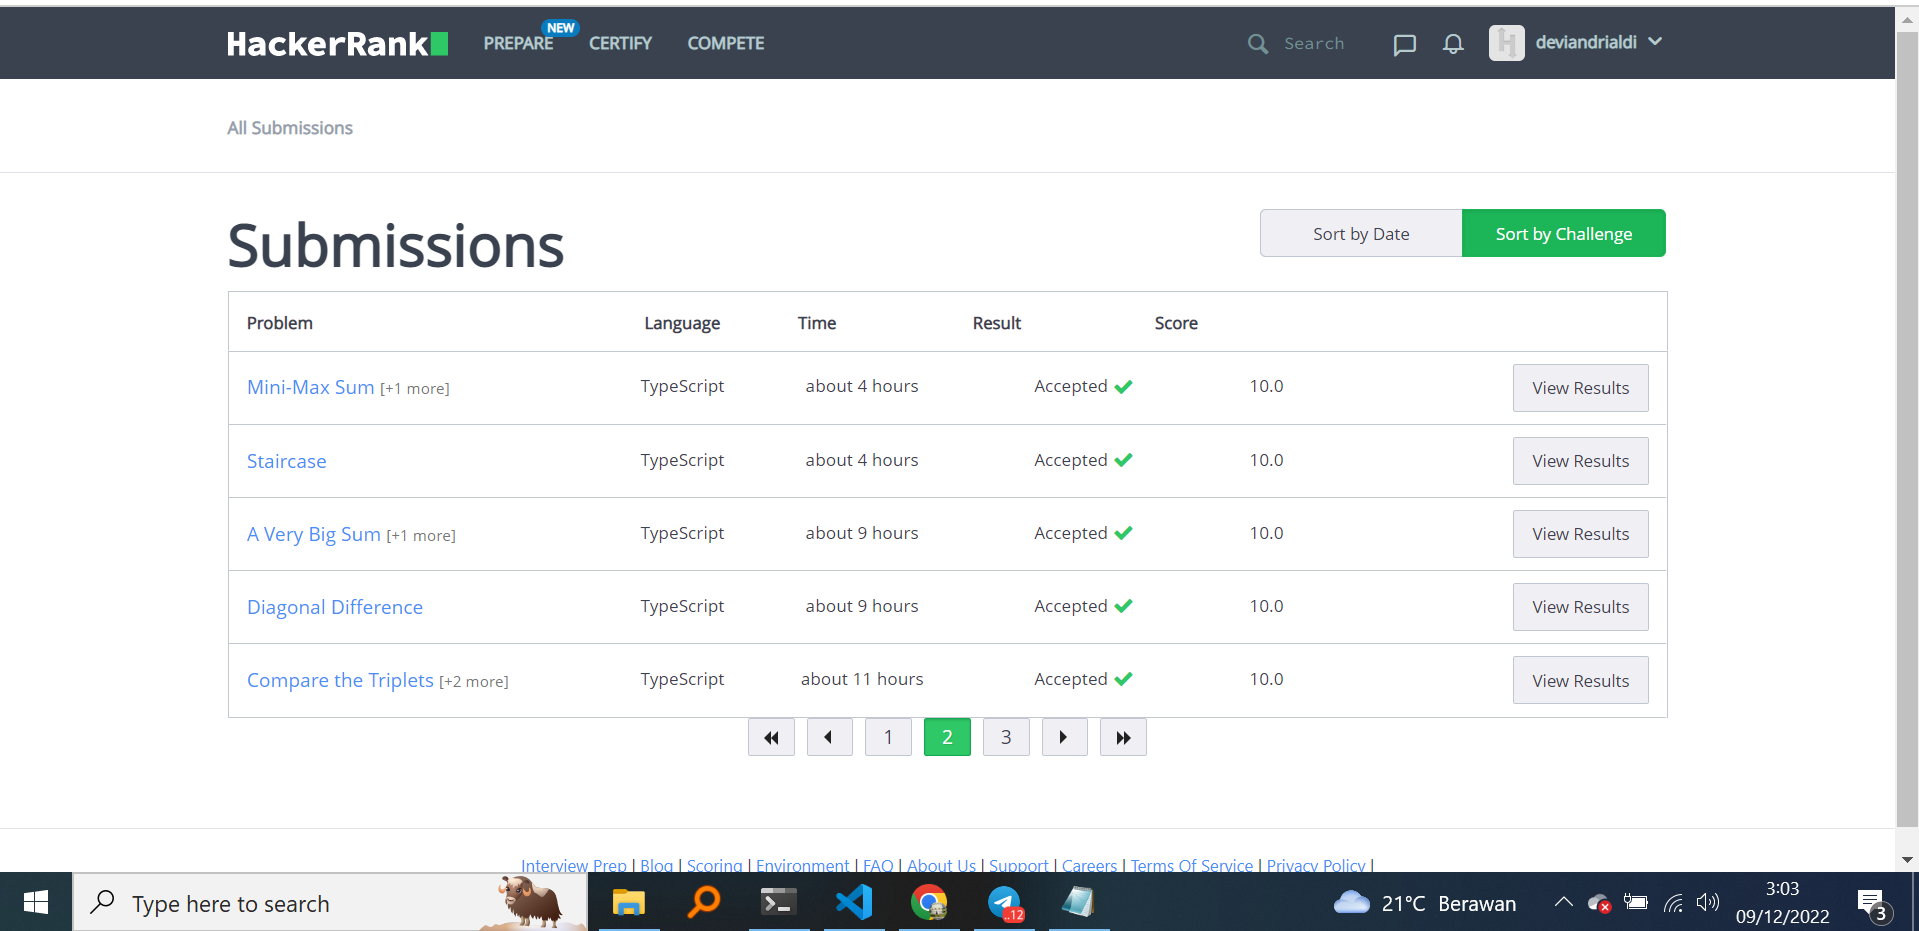 HackerRank PREPARE NEW CERTIFY COMPETE Search deviandrialdi
All Submissions
Submissions
Sort by Date Sort by Challenge
Problem Language Time Result Score
Mini-Max Sum [+1 more] TypeScript about 4 hours Accepted 10.0 View Results
Staircase TypeScript about 4 hours Accepted 10.0 View Results
A Very Big Sum [+1 more] TypeScript about 9 hours Accepted 10.0 View Results
Diagonal Difference TypeScript about 9 hours Accepted 10.0 View Results
Compare the Triplets [+2 more] TypeScript about 11 hours Accepted 10.0 View Results
1 2 3
Interview Prep | Blog | Scoring | Environment | FAQ | About Us | Support | Careers | Terms Of Service | Privacy Policy |
Type here to search ..12 21°C Berawan 3:03 3
09/12/2022